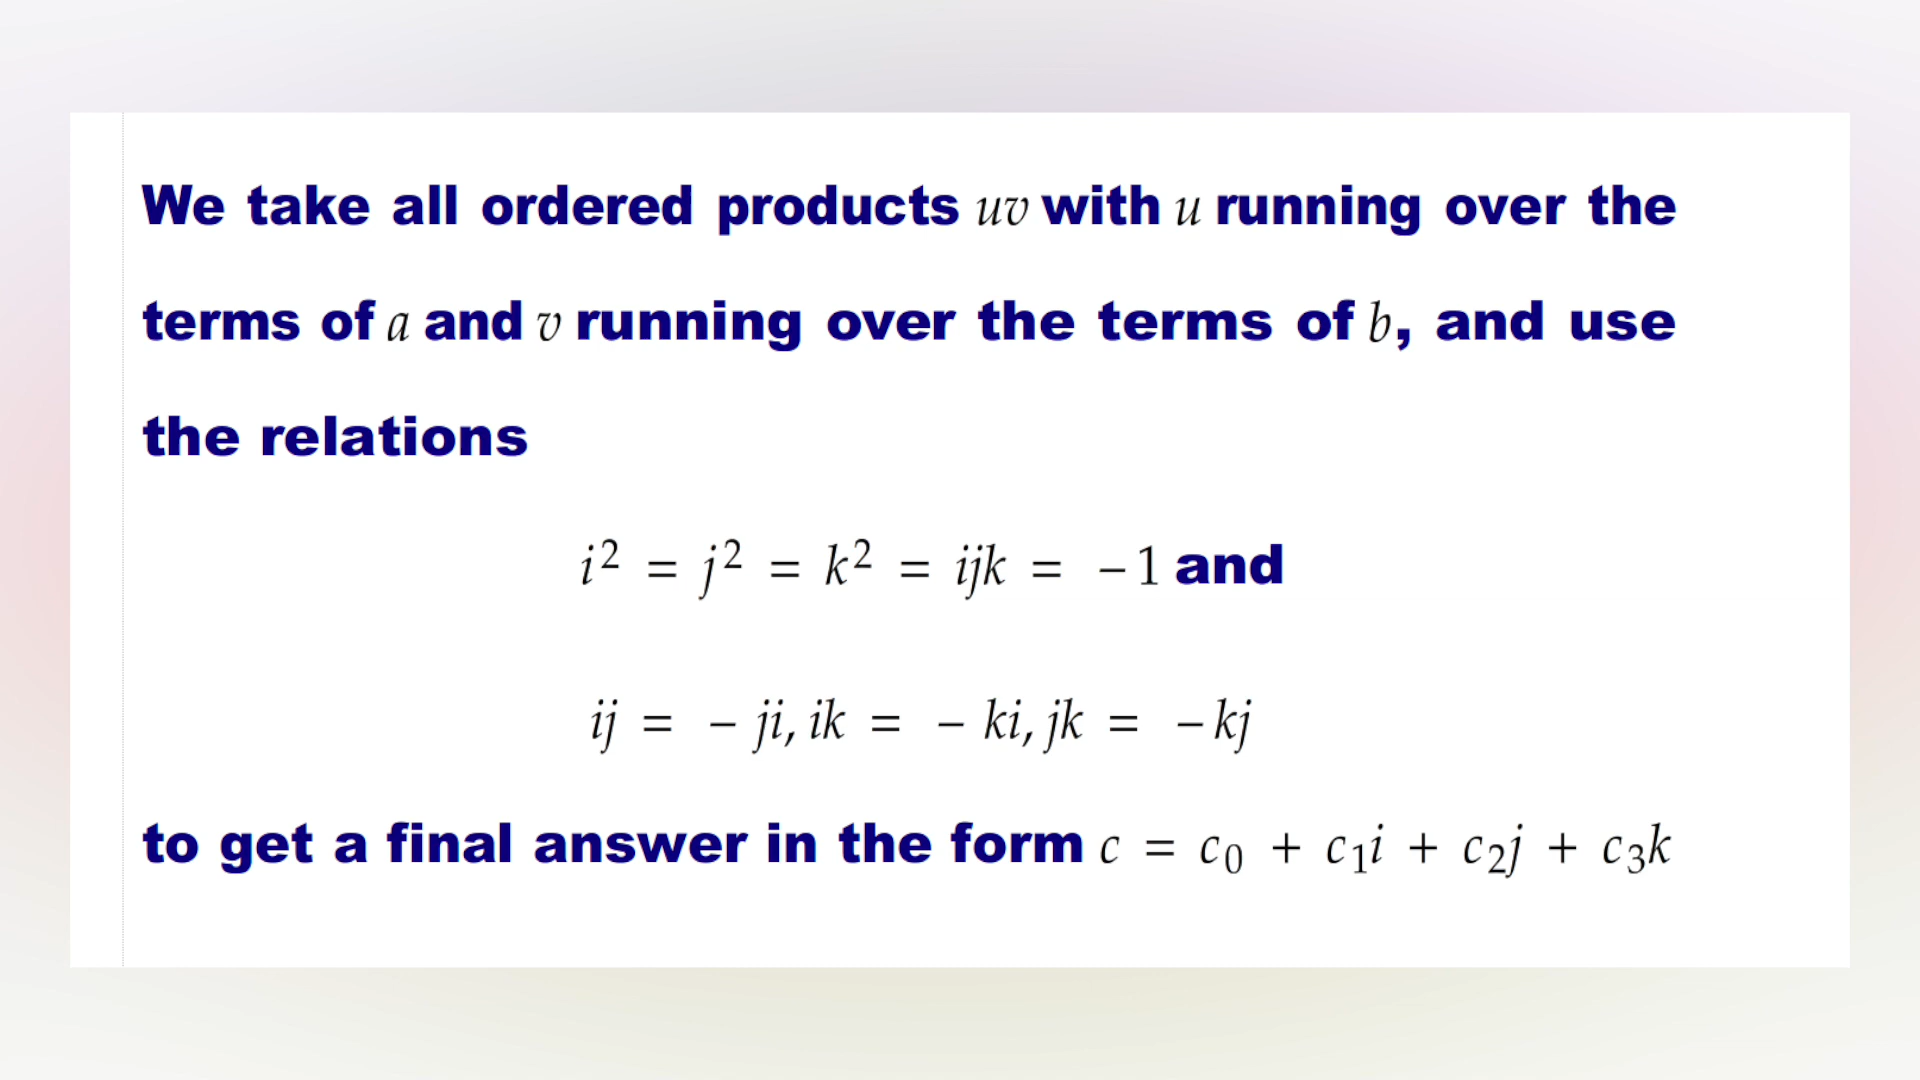 We take all ordered products uv with u running over the
terms of a and v running over the terms of b, and use
the relations
i² = j² = k² = ijk = −1 and
ij = − ji, ik = − ki, jk = −kj
to get a final answer in the form c = c₀ + c₁i + c₂j + c₃k